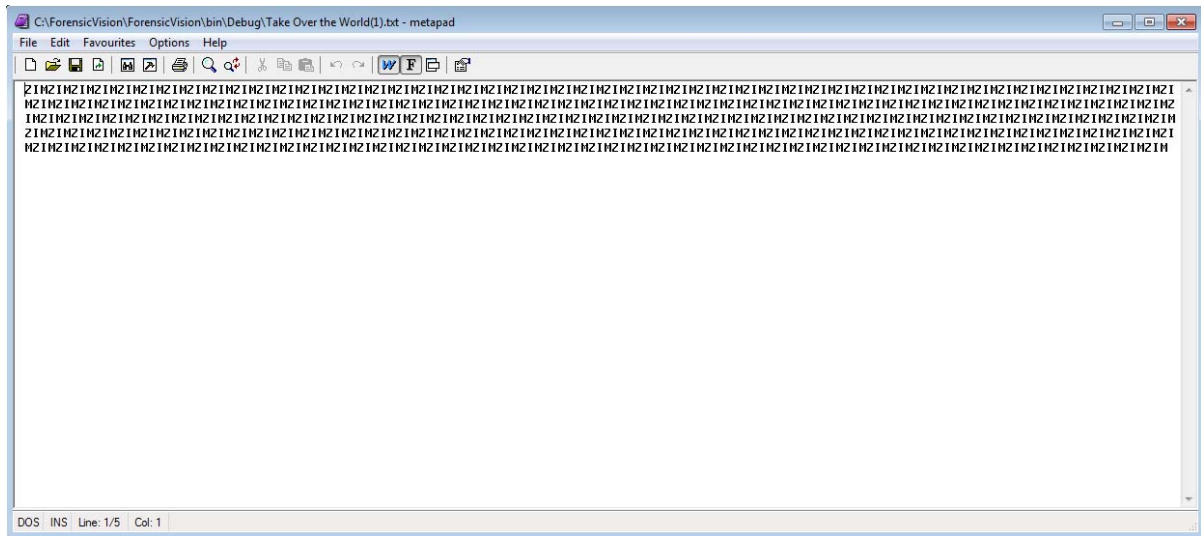 C:\ForensicVision\ForensicVision\bin\Debug\Take Over the World(1).txt - metapad
File Edit Favourites Options Help
ZIMZIMZIMZIMZIMZIMZIMZIMZIMZIMZIMZIMZIMZIMZIMZIMZIMZIMZIMZIMZIMZIMZIMZIMZIMZIMZIMZIMZIMZIMZIMZIMZIMZIMZIMZIMZIMZIMZIMZIMZIMZIMZIMZIMZIMZIMZIMZIMZIMZI
MZIMZIMZIMZIMZIMZIMZIMZIMZIMZIMZIMZIMZIMZIMZIMZIMZIMZIMZIMZIMZIMZIMZIMZIMZIMZIMZIMZIMZIMZIMZIMZIMZIMZIMZIMZIMZIMZIMZIMZIMZIMZIMZIMZIMZIMZIMZIMZIMZIMZ
IMZIMZIMZIMZIMZIMZIMZIMZIMZIMZIMZIMZIMZIMZIMZIMZIMZIMZIMZIMZIMZIMZIMZIMZIMZIMZIMZIMZIMZIMZIMZIMZIMZIMZIMZIMZIMZIMZIMZIMZIMZIMZIMZIMZIMZIMZIMZIMZIMZIM
ZIMZIMZIMZIMZIMZIMZIMZIMZIMZIMZIMZIMZIMZIMZIMZIMZIMZIMZIMZIMZIMZIMZIMZIMZIMZIMZIMZIMZIMZIMZIMZIMZIMZIMZIMZIMZIMZIMZIMZIMZIMZIMZIMZIMZIMZIMZIMZIMZIMZI
MZIMZIMZIMZIMZIMZIMZIMZIMZIMZIMZIMZIMZIMZIMZIMZIMZIMZIMZIMZIMZIMZIMZIMZIMZIMZIMZIMZIMZIMZIMZIMZIMZIMZIMZIMZIMZIMZIMZIMZIMZIMZIMZIMZIMZIMZIMZIMZIMZIM
DOS INS Line: 1/5 Col: 1